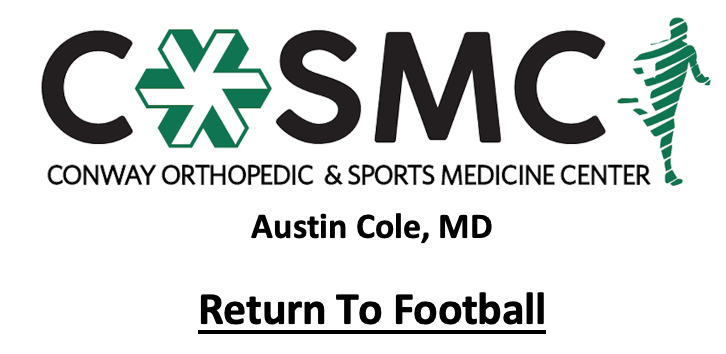 COSMC
CONWAY ORTHOPEDIC & SPORTS MEDICINE CENTER
Austin Cole, MD
Return To Football